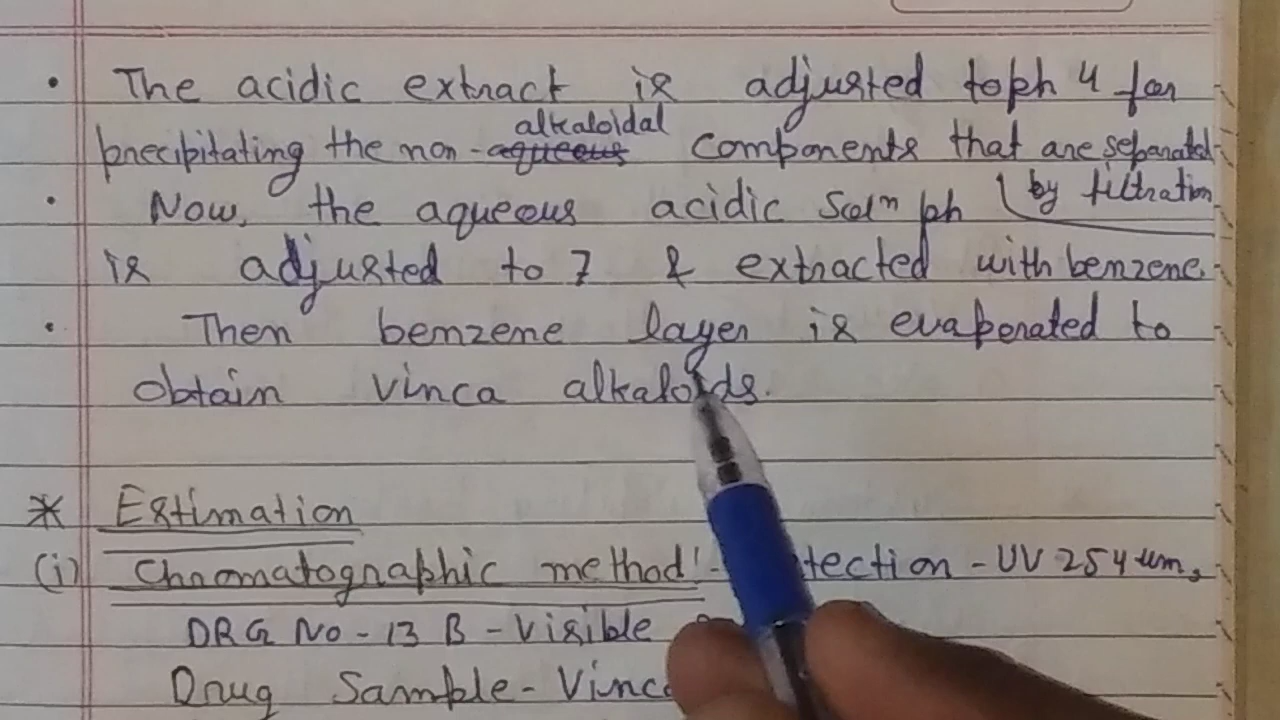 • The acidic extract is adjusted to ph 4 for
alkaloidal
precipitating the non-aqueous components that are separated
by filtration
• Now, the aqueous acidic Soln ph
is adjusted to 7 & extracted with benzene.
• Then benzene layer is evaporated to
obtain vinca alkaloids.
* Estimation
(i) Chromatographic method:- tection - UV 254 um,
DRG No - 13 B - Visible
Drug Sample - Vinca